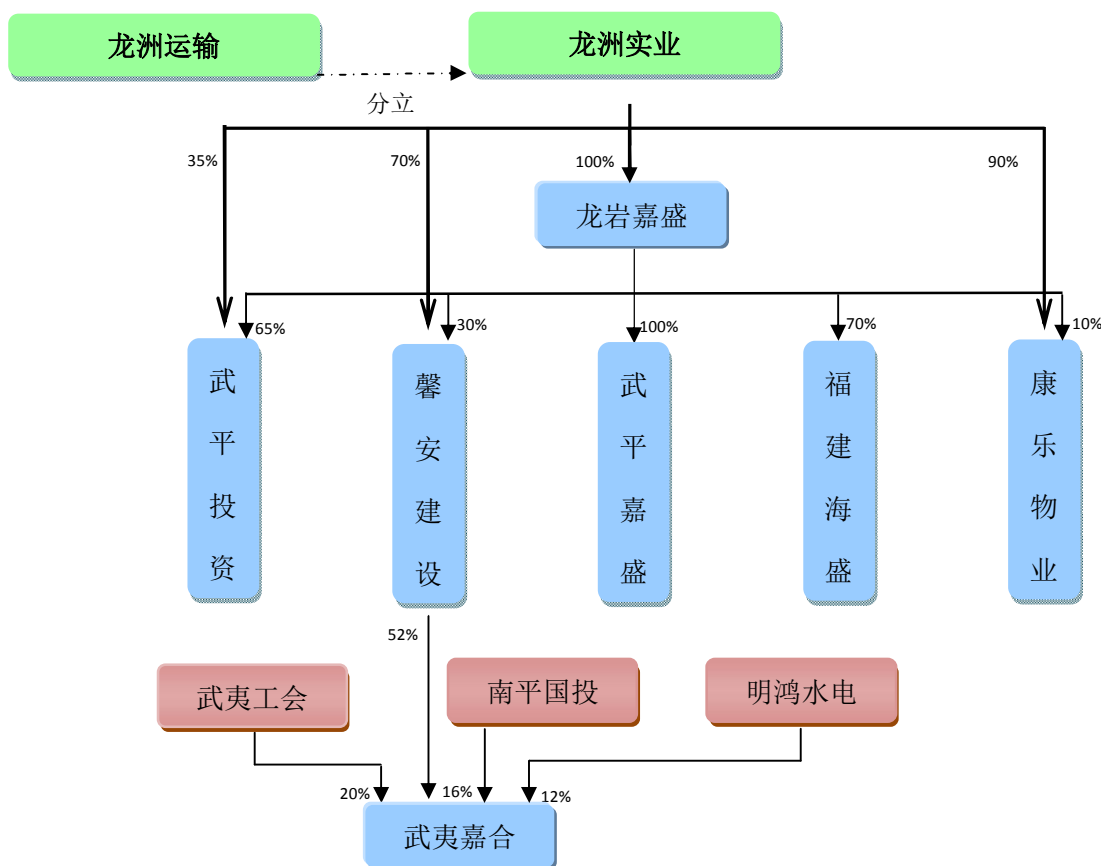 龙洲运输
龙洲实业
分立
35%
70%
100%
90%
龙岩嘉盛
65%
30%
100%
70%
10%
武平投资
馨安建设
武平嘉盛
福建海盛
康乐物业
52%
武夷工会
南平国投
明鸿水电
20%
16%
12%
武夷嘉合